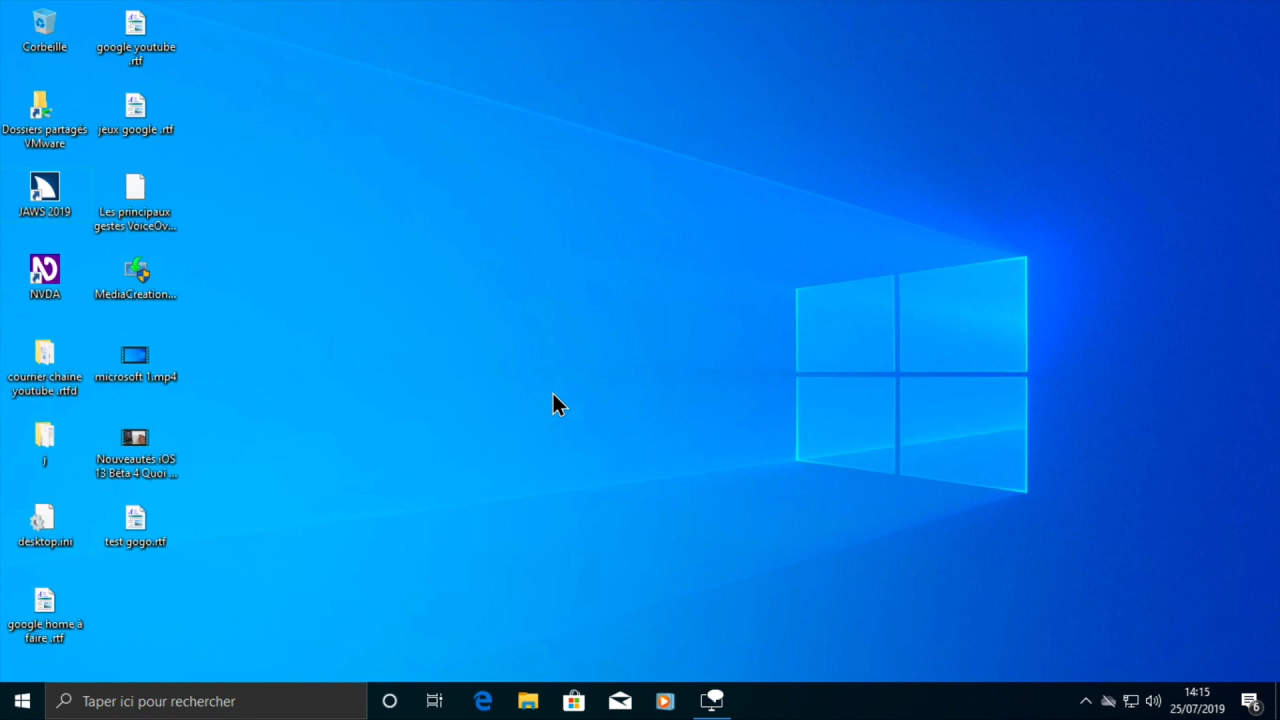 Corbeille
google youtube
.rtf
Dossiers partagés
VMware
jeux google .rtf
JAWS 2019
Les principaux
gestes VoiceOv...
NVDA
MediaCreation...
courrier chaine
youtube .rtfd
microsoft 1.mp4
j
Nouveautés iOS
13 Bêta 4 Quoi ...
desktop.ini
test gogo.rtf
google home à
faire .rtf
Taper ici pour rechercher
14:15
25/07/2019
6